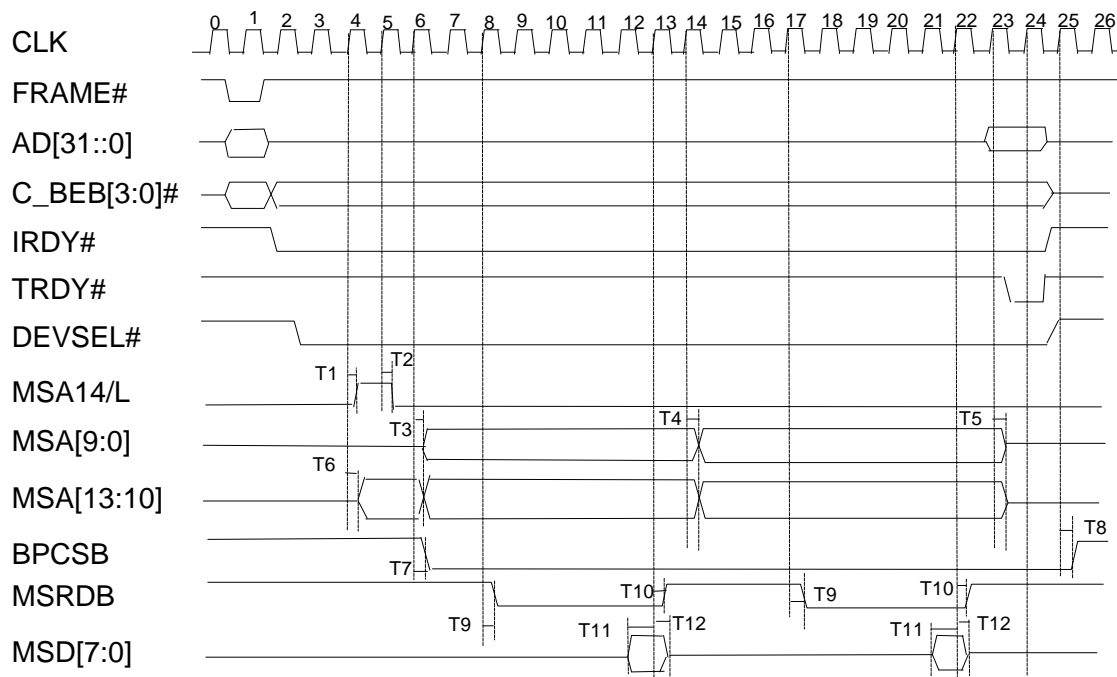 0 1 2 3 4 5 6 7 8 9 10 11 12 13 14 15 16 17 18 19 20 21 22 23 24 25 26
CLK
FRAME#
AD[31::0]
C_BEB[3:0]#
IRDY#
TRDY#
DEVSEL#
T1 T2
MSA14/L
T3 T4 T5
MSA[9:0]
T6
MSA[13:10]
T8
BPCSB
T7
MSRDB
T10 T9 T10
T9 T11 T12 T11 T12
MSD[7:0]